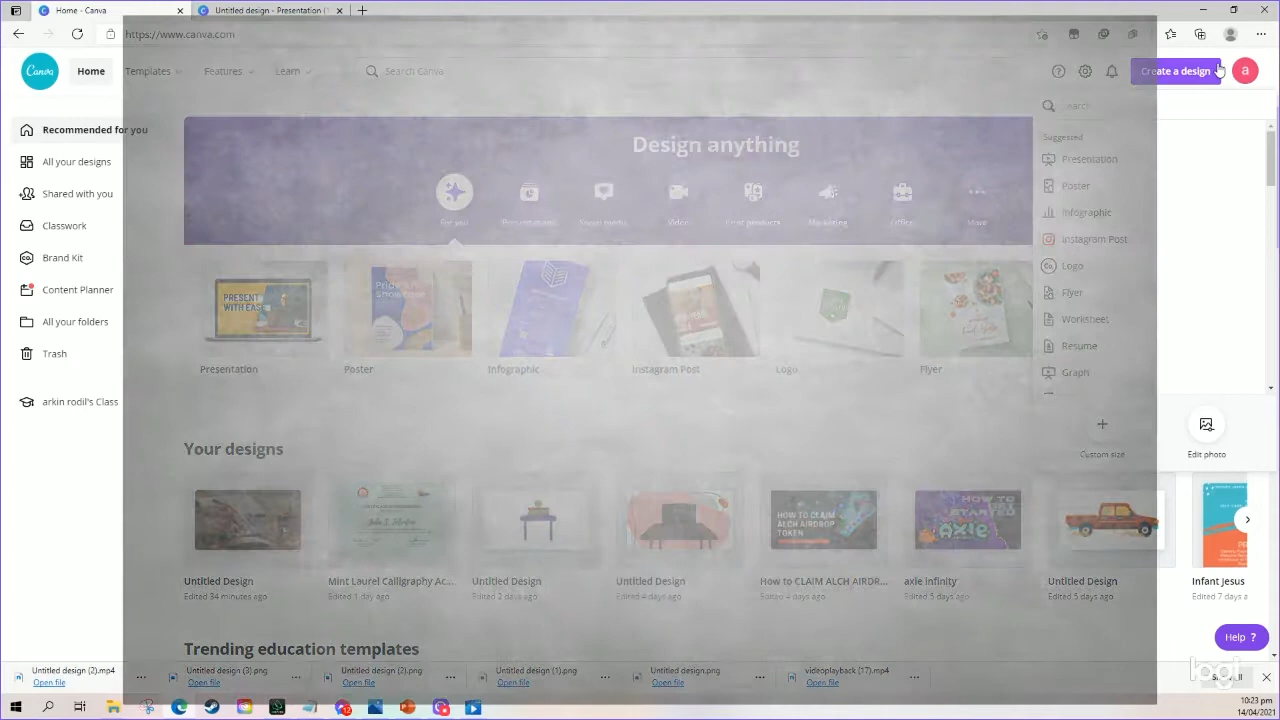 Home - Canva
Untitled design - Presentation (
https://www.canva.com
Canva
Home
Templates
Features
Learn
Search Canva
Create a design
a
Search
Suggested
Presentation
Poster
Infographic
Instagram Post
Logo
Flyer
Worksheet
Resume
Graph
Custom size
Edit photo
Recommended for you
All your designs
Shared with you
Classwork
Brand Kit
Content Planner
All your folders
Trash
arkin rodil's Class
Design anything
For you
Presentations
Social media
Video
Print products
Marketing
Office
More
PRESENT
WITH EASE
Presentation
Poster
Infographic
Instagram Post
Logo
Flyer
Your designs
HOW TO CLAIM
ALCH AIRDROP
TOKEN
HOW TO
GET
STARTED
AXIE
Untitled Design
Edited 34 minutes ago
Mint Laurel Calligraphy Ac...
Edited 1 day ago
Untitled Design
Edited 2 days ago
Untitled Design
Edited 4 days ago
How to CLAIM ALCH AIRDR...
Edited 4 days ago
axie infinity
Edited 5 days ago
Untitled Design
Edited 5 days ago
Infant Jesus
Edited 7 days a
Trending education templates
Help ?
Untitled design (2).mp4
Open file
Untitled design (3).png
Open file
Untitled design (2).png
Open file
Untitled design (1).png
Open file
Untitled design.png
Open file
videoplayback (17).mp4
Open file
10:23 pm
14/04/2021